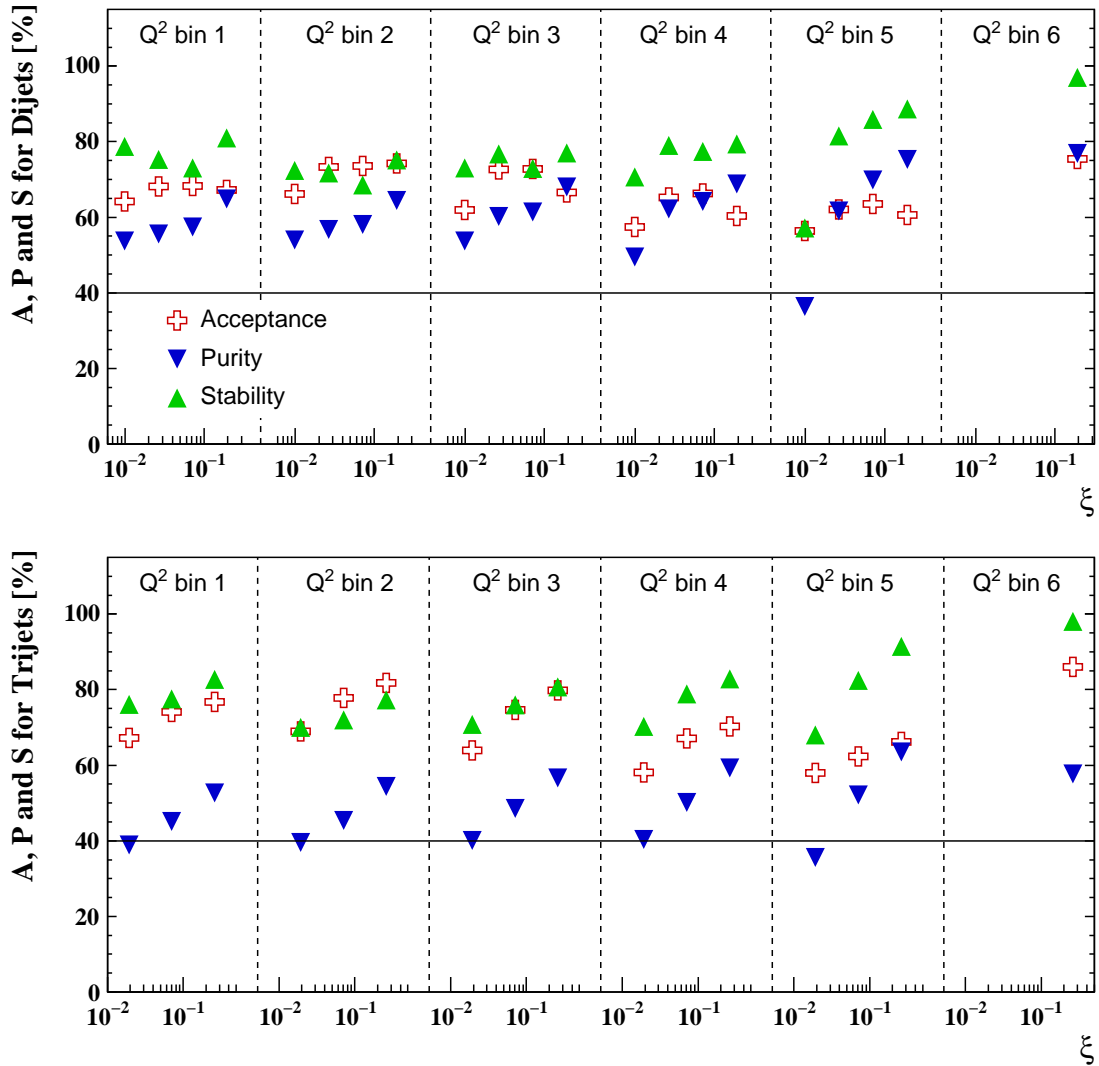 A, P and S for Dijets [%]
Q² bin 1 Q² bin 2 Q² bin 3 Q² bin 4 Q² bin 5 Q² bin 6
100
80
60
40
20
0
Acceptance
Purity
Stability
10⁻² 10⁻¹ 10⁻² 10⁻¹ 10⁻² 10⁻¹ 10⁻² 10⁻¹ 10⁻² 10⁻¹ 10⁻² 10⁻¹
ξ
A, P and S for Trijets [%]
Q² bin 1 Q² bin 2 Q² bin 3 Q² bin 4 Q² bin 5 Q² bin 6
100
80
60
40
20
0
10⁻² 10⁻¹ 10⁻² 10⁻¹ 10⁻² 10⁻¹ 10⁻² 10⁻¹ 10⁻² 10⁻¹ 10⁻² 10⁻¹
ξ